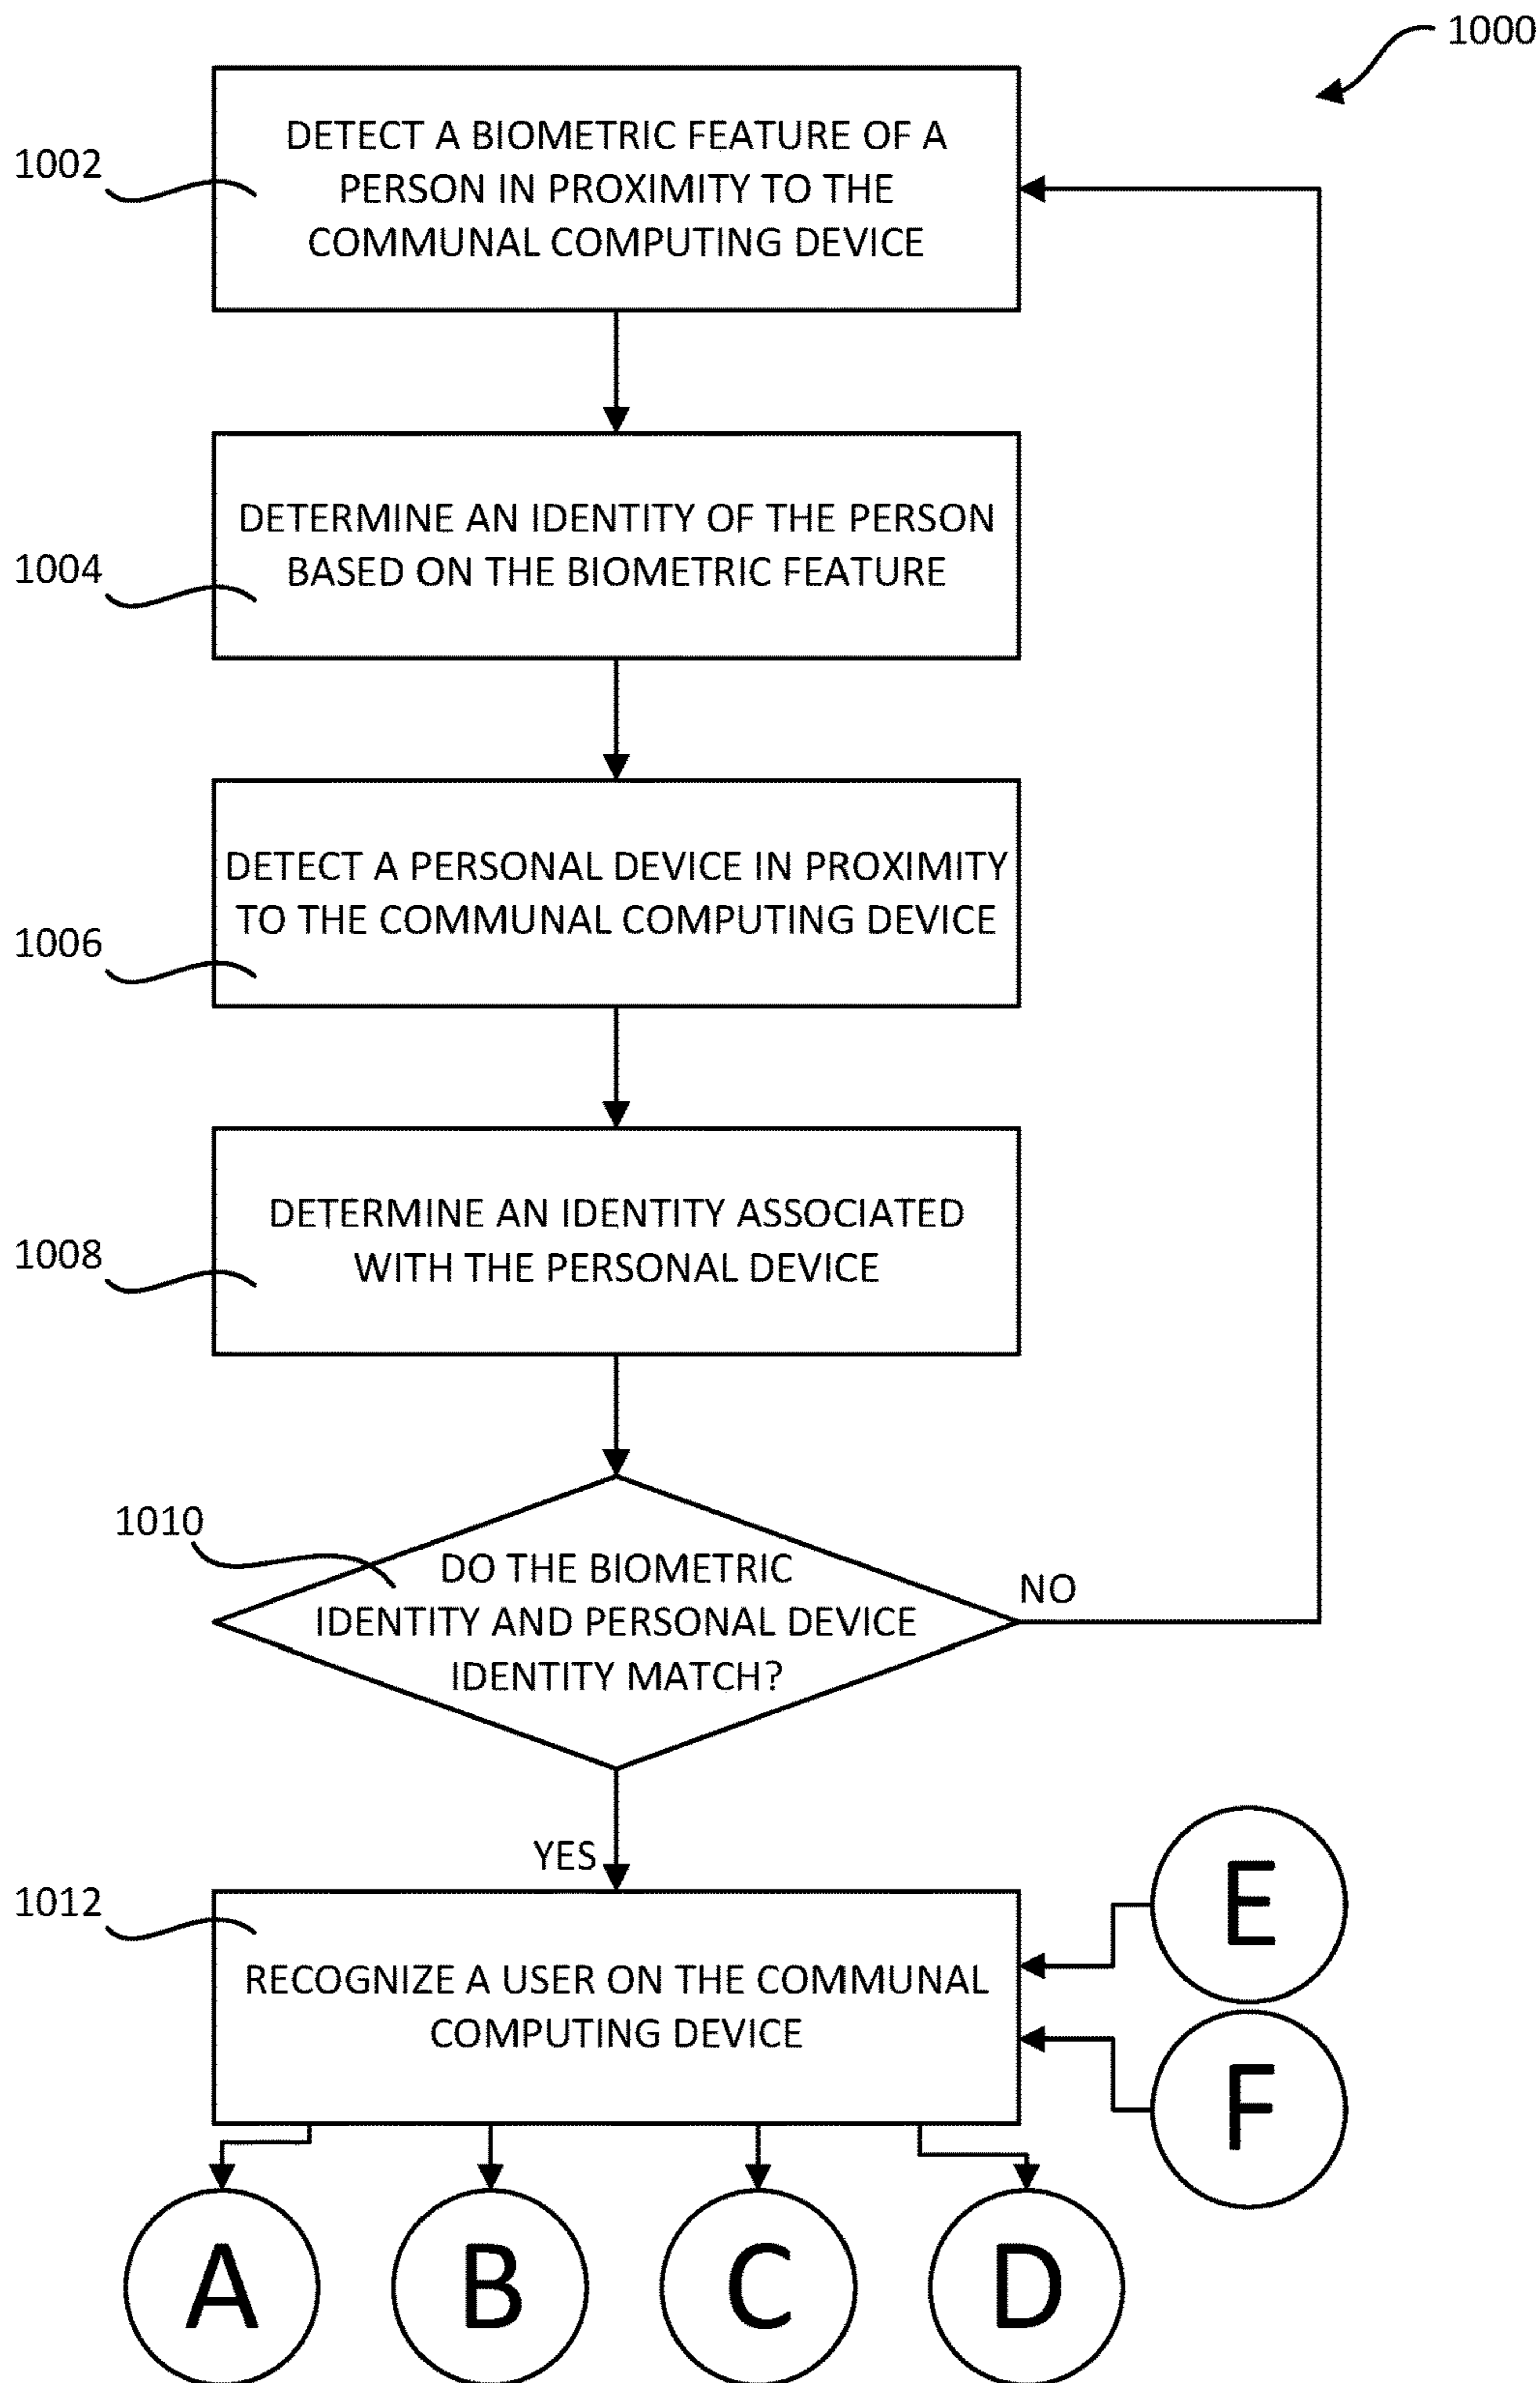 1000
1002
DETECT A BIOMETRIC FEATURE OF A
PERSON IN PROXIMITY TO THE
COMMUNAL COMPUTING DEVICE
1004
DETERMINE AN IDENTITY OF THE PERSON
BASED ON THE BIOMETRIC FEATURE
1006
DETECT A PERSONAL DEVICE IN PROXIMITY
TO THE COMMUNAL COMPUTING DEVICE
1008
DETERMINE AN IDENTITY ASSOCIATED
WITH THE PERSONAL DEVICE
1010
DO THE BIOMETRIC
IDENTITY AND PERSONAL DEVICE
IDENTITY MATCH?
NO
YES
1012
RECOGNIZE A USER ON THE COMMUNAL
COMPUTING DEVICE
E
F
A
B
C
D